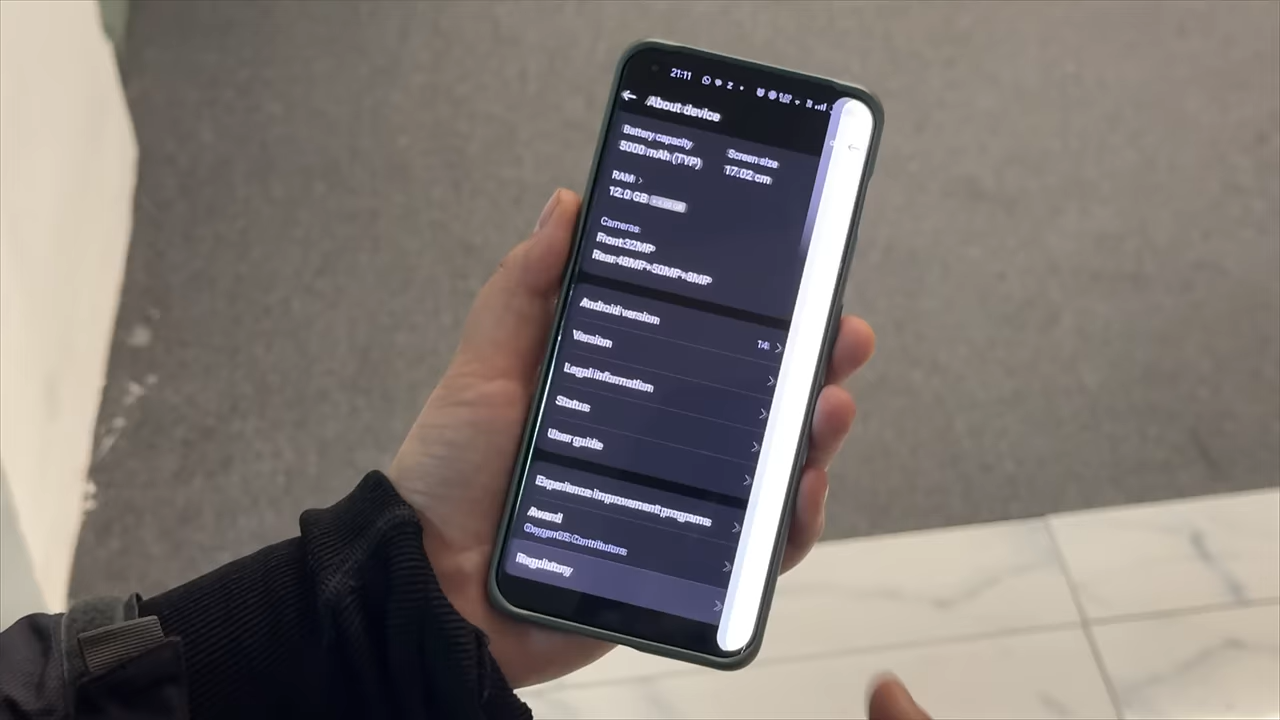 21:11
About device
Battery capacity
5000 mAh (TYP)
Screen size
17.02 cm
RAM
12.0 GB
Cameras
Front 32MP
Rear 48MP+50MP+8MP
Android version
14
Version
Legal information
Status
User guide
Experience improvement programs
Award
OxygenOS Contributors
Regulatory